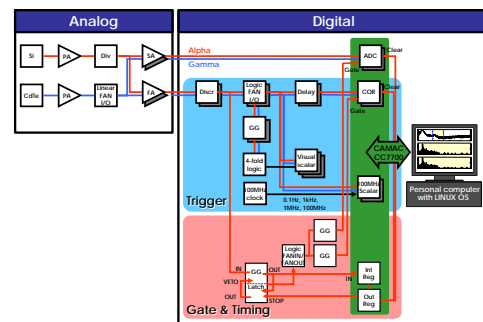 Analog
Digital
Si
PA
Div
SA
Alpha
Gamma
ADC
Clear
Gate
CdTe
PA
Linear
FAN
I/O
FA
Discr
Logic
FAN
I/O
Delay
COR
Clear
Gate
GG
4-fold
logic
Visual
scalar
100MHz
clock
0.1Hz, 1kHz,
1MHz, 100MHz
100MHz
Scalar
Trigger
CAMAC
CC7700
Personal computer
with LINUX OS
GG
Logic
FANIN/
FANOUT
GG
IN
GG
OUT
VETO
Latch
OUT
STOP
IN
Int
Reg
Out
Reg
Gate & Timing